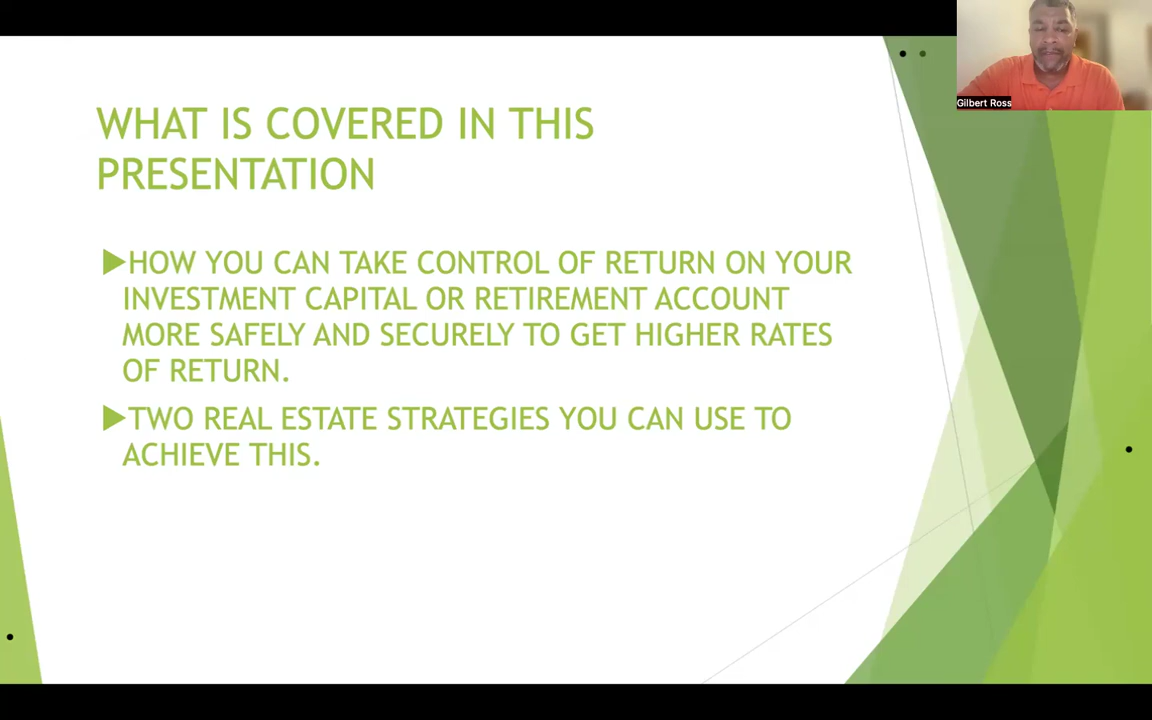 Gilbert Ross
WHAT IS COVERED IN THIS
PRESENTATION
HOW YOU CAN TAKE CONTROL OF RETURN ON YOUR
INVESTMENT CAPITAL OR RETIREMENT ACCOUNT
MORE SAFELY AND SECURELY TO GET HIGHER RATES
OF RETURN.
TWO REAL ESTATE STRATEGIES YOU CAN USE TO
ACHIEVE THIS.